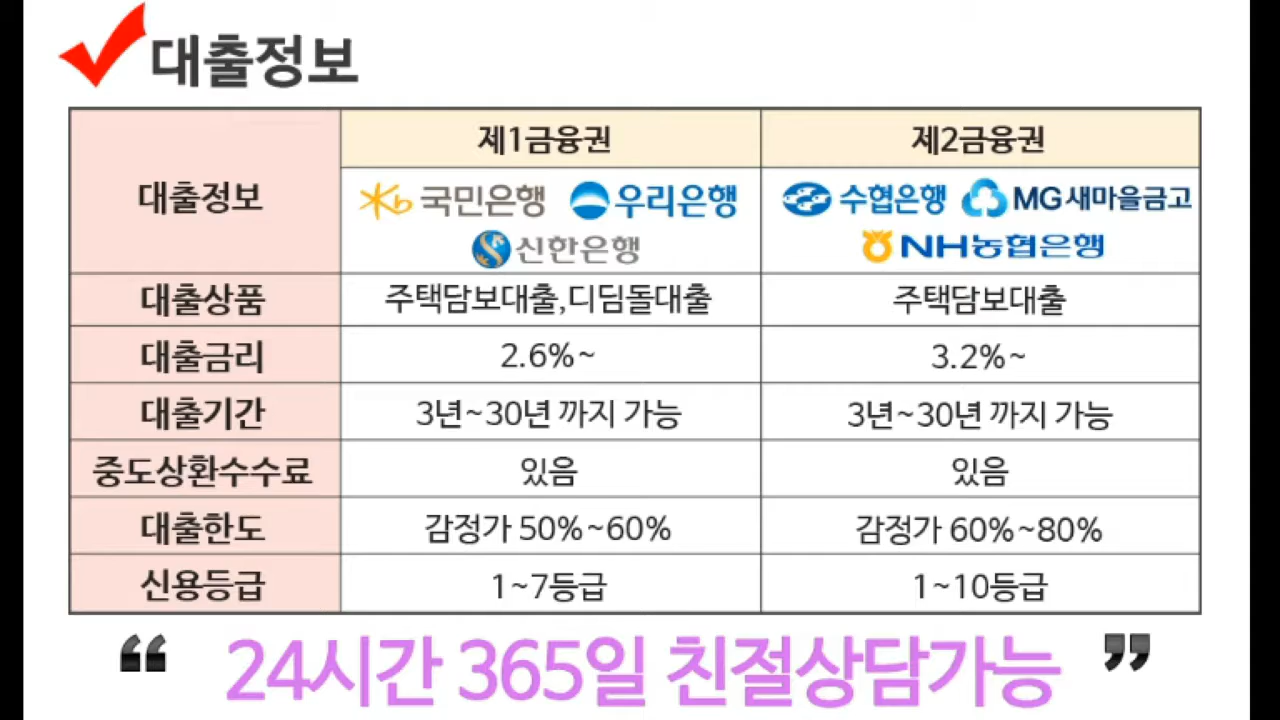 대출정보
대출정보 제1금융권 제2금융권
Kb 국민은행 우리은행 수협은행 MG새마을금고
신한은행 NH농협은행
대출상품 주택담보대출,디딤돌대출 주택담보대출
대출금리 2.6%~ 3.2%~
대출기간 3년~30년 까지 가능 3년~30년 까지 가능
중도상환수수료 있음 있음
대출한도 감정가 50%~60% 감정가 60%~80%
신용등급 1~7등급 1~10등급
“ 24시간 365일 친절상담가능 ”